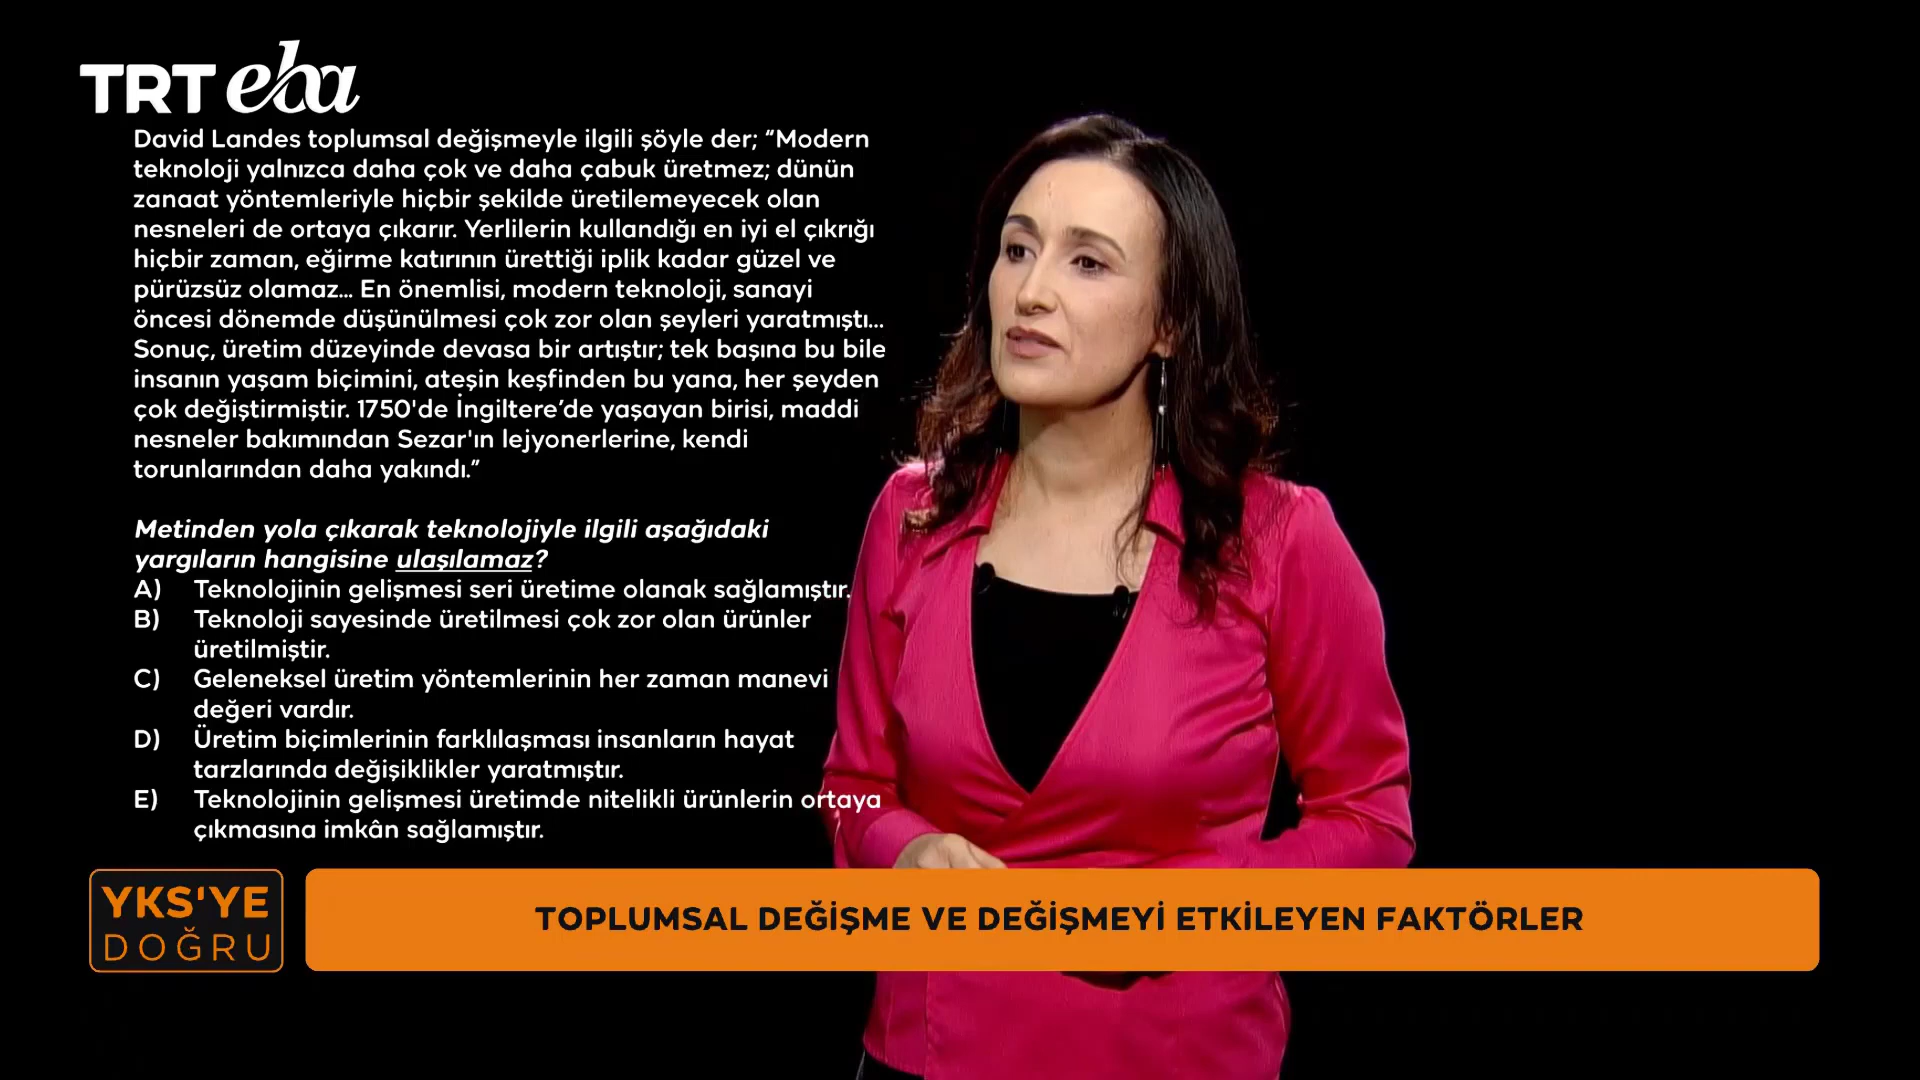 TRT eba
David Landes toplumsal değişmeyle ilgili şöyle der; “Modern
teknoloji yalnızca daha çok ve daha çabuk üretmez; dünün
zanaat yöntemleriyle hiçbir şekilde üretilemeyecek olan
nesneleri de ortaya çıkarır. Yerlilerin kullandığı en iyi el çıkrığı
hiçbir zaman, eğirme katırının ürettiği iplik kadar güzel ve
pürüzsüz olamaz... En önemlisi, modern teknoloji, sanayi
öncesi dönemde düşünülmesi çok zor olan şeyleri yaratmıştı...
Sonuç, üretim düzeyinde devasa bir artıştır; tek başına bu bile
insanın yaşam biçimini, ateşin keşfinden bu yana, her şeyden
çok değiştirmiştir. 1750'de İngiltere’de yaşayan birisi, maddi
nesneler bakımından Sezar'ın lejyonerlerine, kendi
torunlarından daha yakındı.”
Metinden yola çıkarak teknolojiyle ilgili aşağıdaki
yargıların hangisine ulaşılamaz?
A) Teknolojinin gelişmesi seri üretime olanak sağlamıştır.
B) Teknoloji sayesinde üretilmesi çok zor olan ürünler
üretilmiştir.
C) Geleneksel üretim yöntemlerinin her zaman manevi
değeri vardır.
D) Üretim biçimlerinin farklılaşması insanların hayat
tarzlarında değişiklikler yaratmıştır.
E) Teknolojinin gelişmesi üretimde nitelikli ürünlerin ortaya
çıkmasına imkân sağlamıştır.
YKS'YE
DOĞRU
TOPLUMSAL DEĞİŞME VE DEĞİŞMEYİ ETKİLEYEN FAKTÖRLER